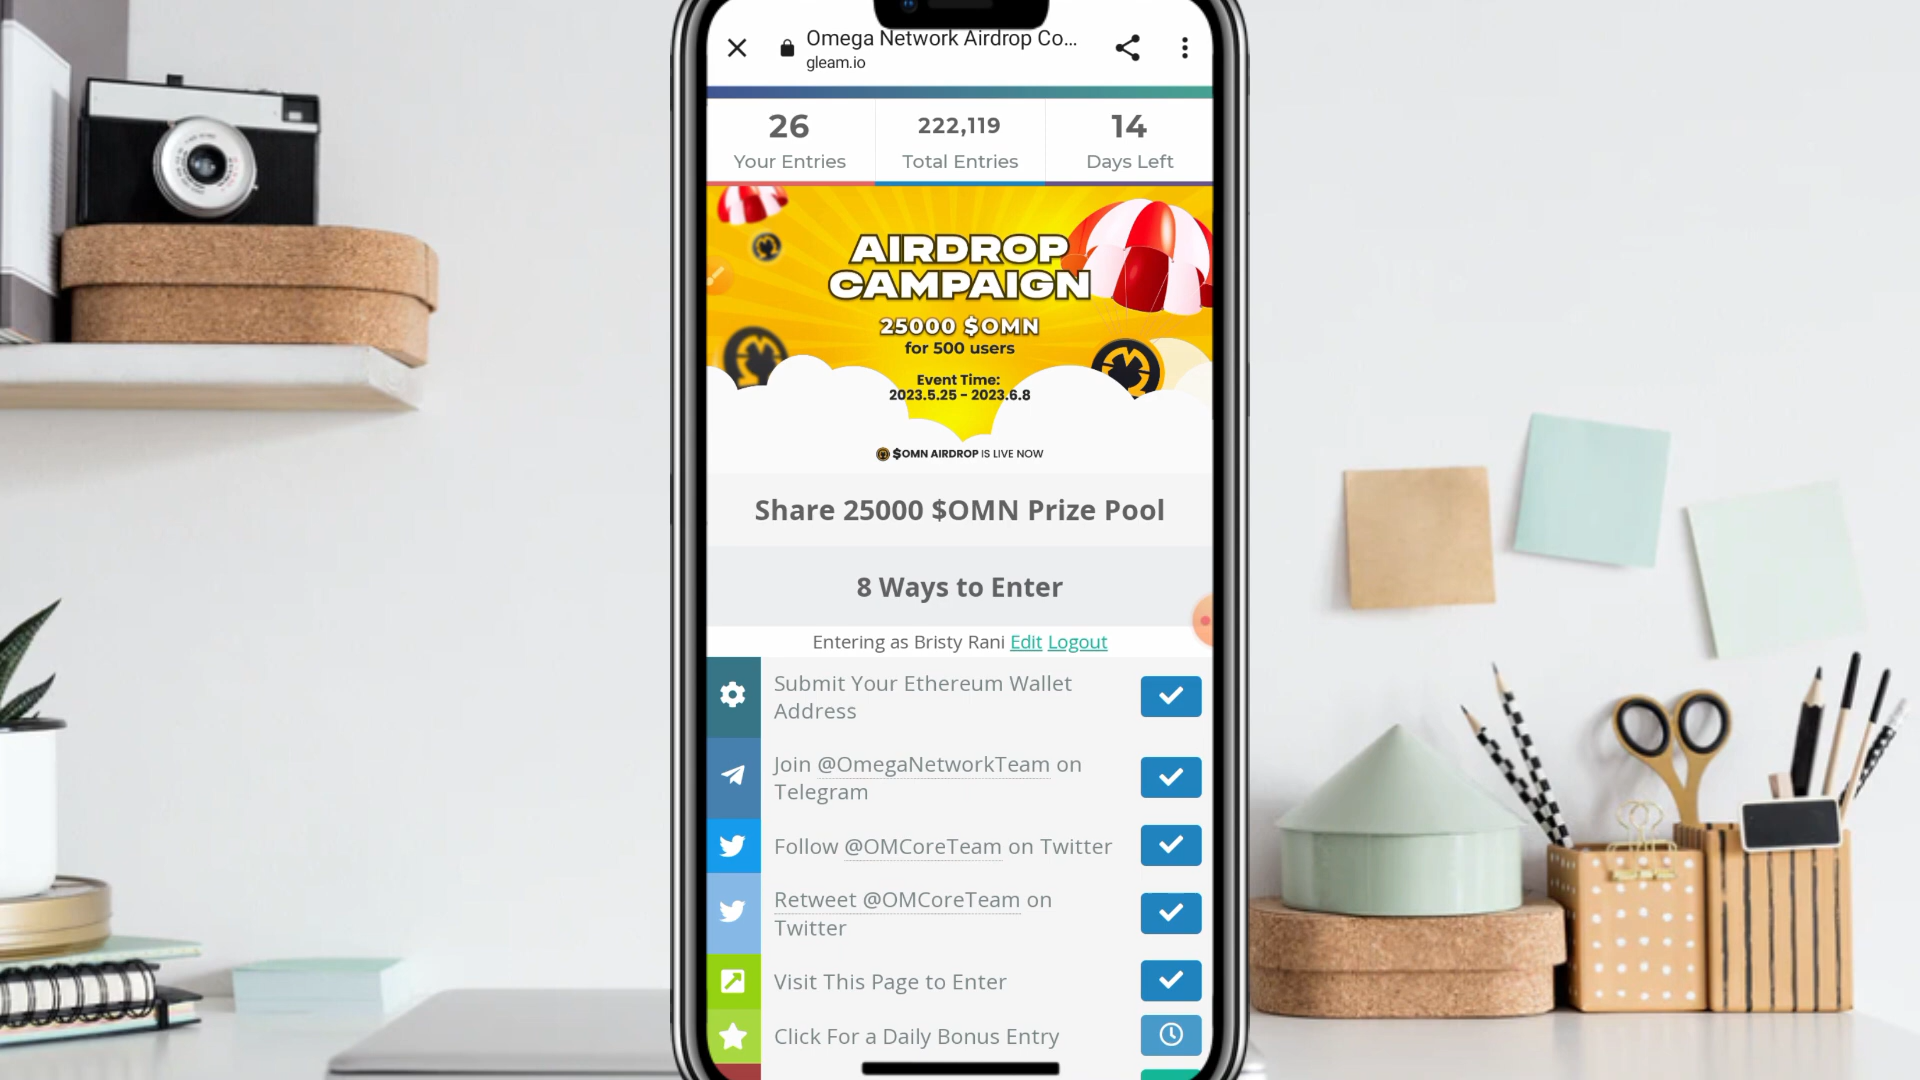 Omega Network Airdrop Co...
gleam.io
26
Your Entries
222,119
Total Entries
14
Days Left
AIRDROP
CAMPAIGN
25000 $OMN
for 500 users
Event Time:
2023.5.25 - 2023.6.8
$OMN AIRDROP IS LIVE NOW
Share 25000 $OMN Prize Pool
8 Ways to Enter
Entering as Bristy Rani Edit Logout
Submit Your Ethereum Wallet
Address
Join @OmegaNetworkTeam on
Telegram
Follow @OMCoreTeam on Twitter
Retweet @OMCoreTeam on
Twitter
Visit This Page to Enter
Click For a Daily Bonus Entry